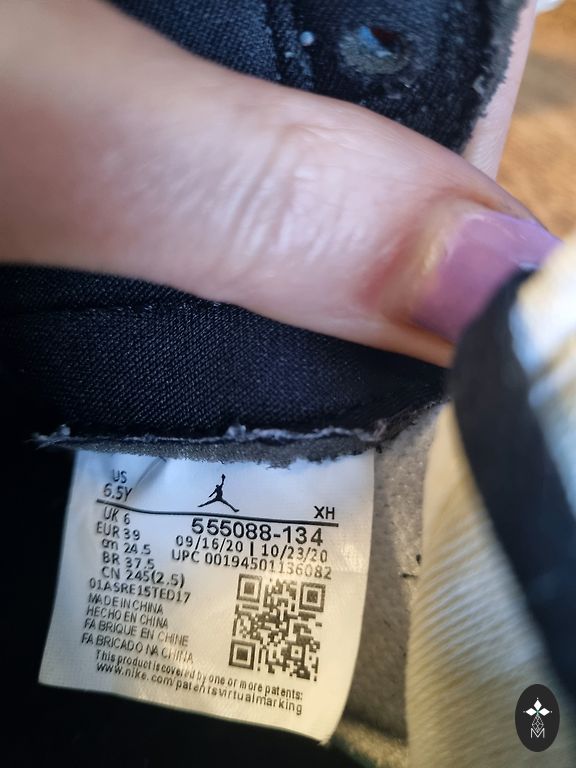 US
6.5Y
XH
UK 6
555088-134
EUR 39
09/16/20 | 10/23/20
cm 24.5
UPC 00194501136082
BR 37.5
CN 245(2.5)
01ASRE15TED17
MADE IN CHINA
HECHO EN CHINA
FABRIQUE EN CHINE
FABRICADO NA CHINA
This product is covered by one or more patents:
www.nike.com/patentsvirtualmarking
M